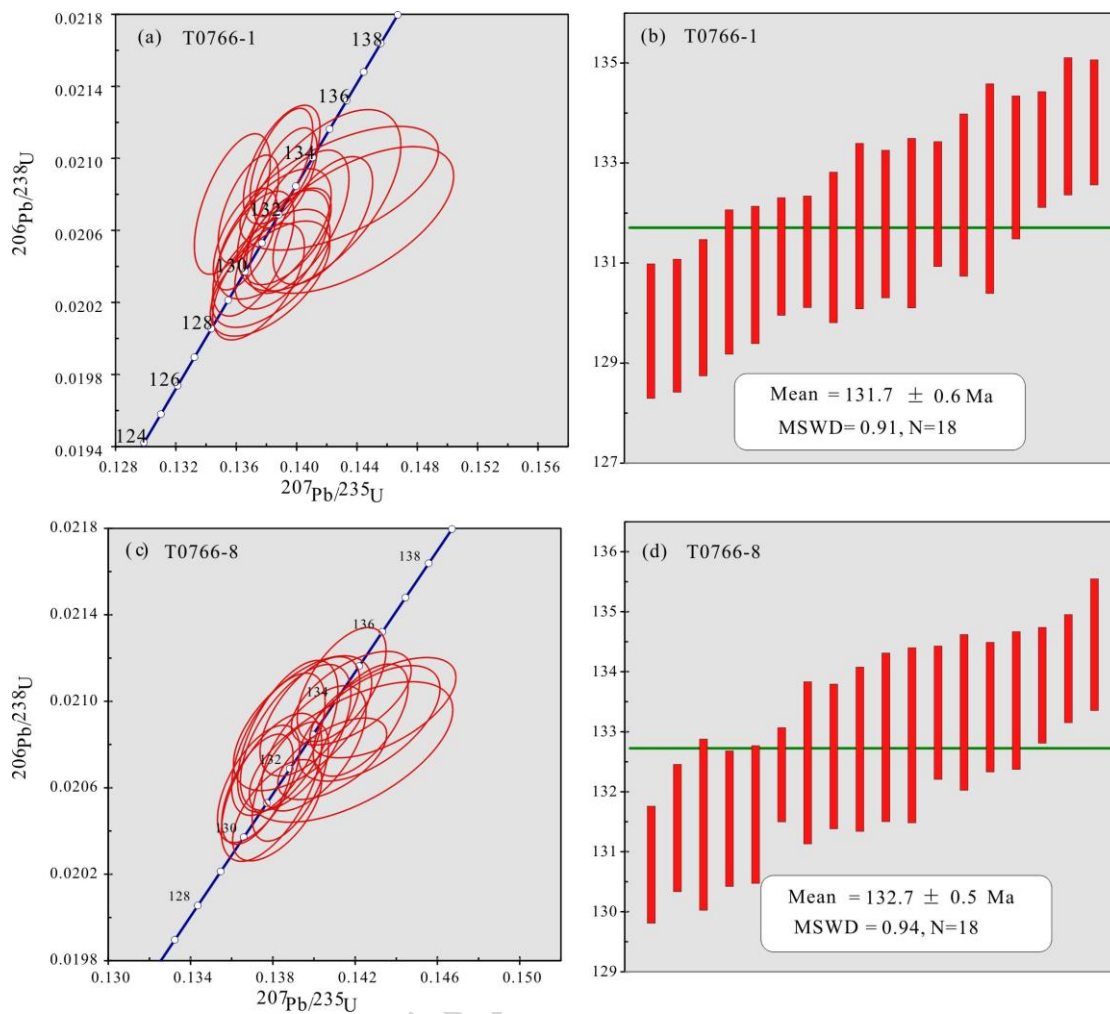 (a) T0766-1
0.0218
0.0214
0.0210
0.0206
0.0202
0.0198
0.0194
206Pb/238U
138
136
134
132
130
128
126
124
0.128 0.132 0.136 0.140 0.144 0.148 0.152 0.156
207Pb/235U
(b) T0766-1
135
133
131
129
127
Mean = 131.7 ± 0.6 Ma
MSWD= 0.91, N=18
(c) T0766-8
0.0218
0.0214
0.0210
0.0206
0.0202
0.0198
206Pb/238U
138
136
134
132
130
128
0.130 0.134 0.138 0.142 0.146 0.150
207Pb/235U
(d) T0766-8
136
135
134
133
132
131
130
129
Mean = 132.7 ± 0.5 Ma
MSWD = 0.94, N=18